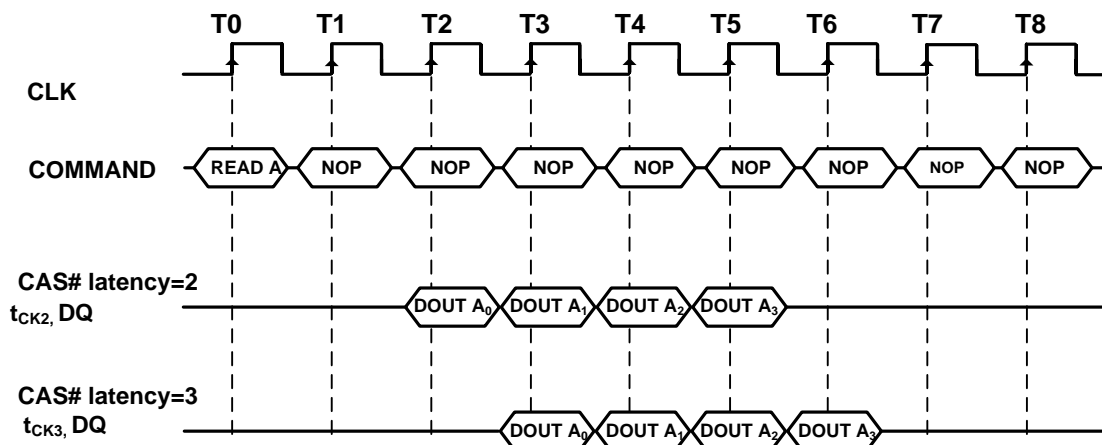 T0 T1 T2 T3 T4 T5 T6 T7 T8
CLK
COMMAND READ A NOP NOP NOP NOP NOP NOP NOP NOP
CAS# latency=2
tCK2, DQ DOUT A0 DOUT A1 DOUT A2 DOUT A3
CAS# latency=3
tCK3, DQ DOUT A0 DOUT A1 DOUT A2 DOUT A3